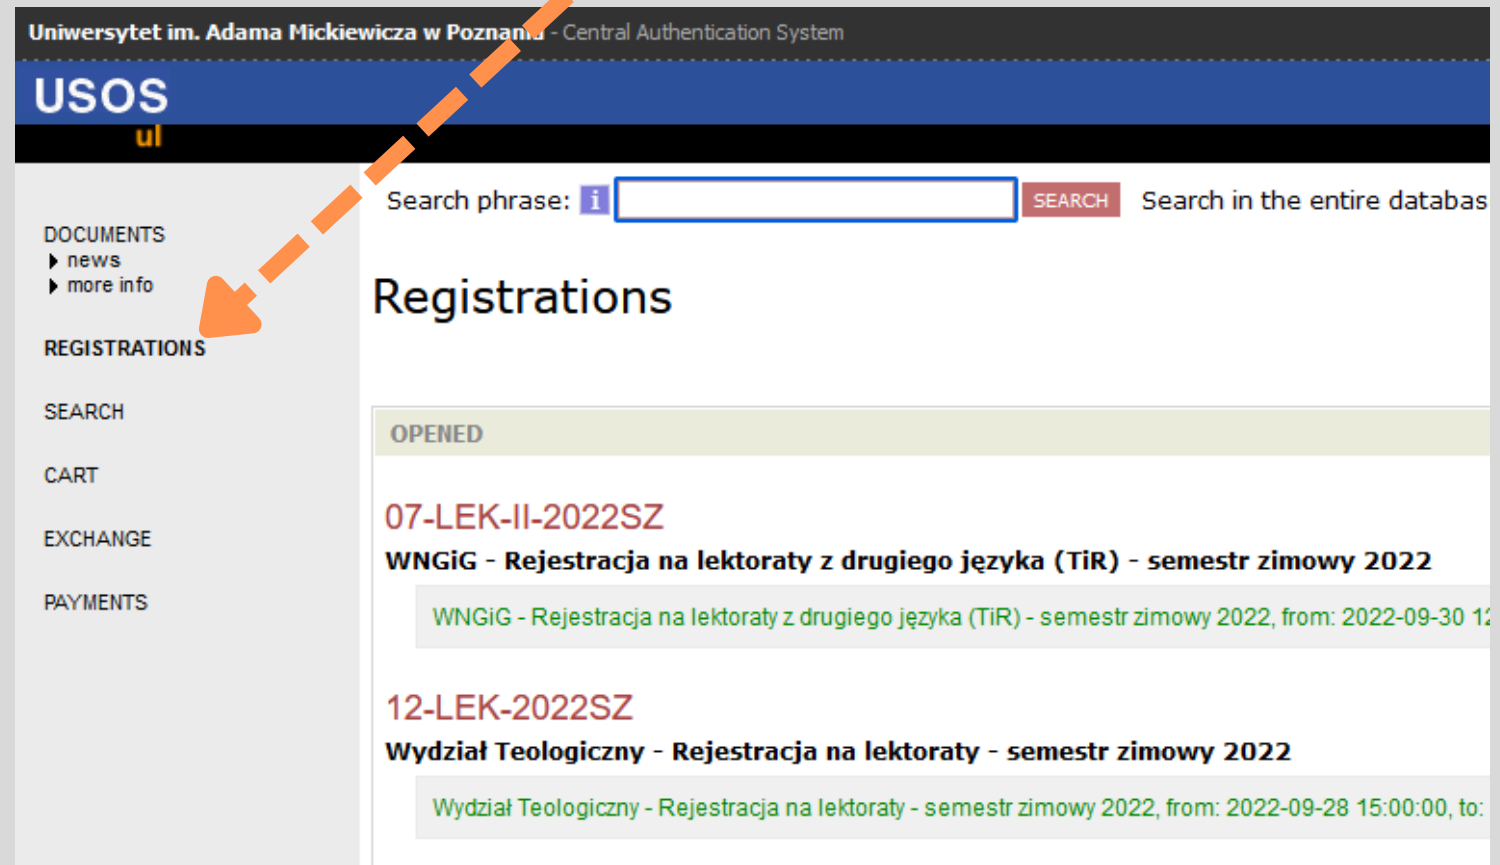 Uniwersytet im. Adama Mickiewicza w Poznaniu - Central Authentication System
USOS
ul
Search phrase: i SEARCH Search in the entire databas
DOCUMENTS
news
more info
REGISTRATIONS
SEARCH
CART
EXCHANGE
PAYMENTS
Registrations
OPENED
07-LEK-II-2022SZ
WNGiG - Rejestracja na lektoraty z drugiego języka (TiR) - semestr zimowy 2022
WNGiG - Rejestracja na lektoraty z drugiego języka (TiR) - semestr zimowy 2022, from: 2022-09-30 12
12-LEK-2022SZ
Wydział Teologiczny - Rejestracja na lektoraty - semestr zimowy 2022
Wydział Teologiczny - Rejestracja na lektoraty - semestr zimowy 2022, from: 2022-09-28 15:00:00, to: